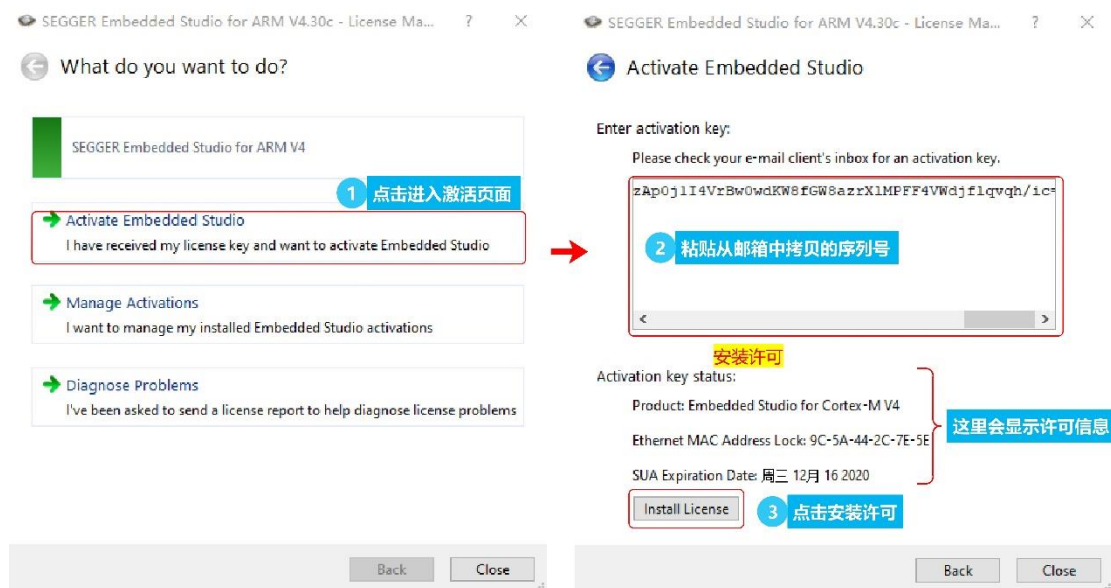 SEGGER Embedded Studio for ARM V4.30c - License Ma...
What do you want to do?
SEGGER Embedded Studio for ARM V4
1 点击进入激活页面
Activate Embedded Studio
I have received my license key and want to activate Embedded Studio
Manage Activations
I want to manage my installed Embedded Studio activations
Diagnose Problems
I've been asked to send a license report to help diagnose license problems
Back
Close
SEGGER Embedded Studio for ARM V4.30c - License Ma...
Activate Embedded Studio
Enter activation key:
Please check your e-mail client's inbox for an activation key.
2 粘贴从邮箱中拷贝的序列号
安装许可
Activation key status:
Product: Embedded Studio for Cortex-M V4
Ethernet MAC Address Lock: 9C-5A-44-2C-7E-5E
这里会显示许可信息
SUA Expiration Date: 周三 12月 16 2020
Install License
3 点击安装许可
Back
Close